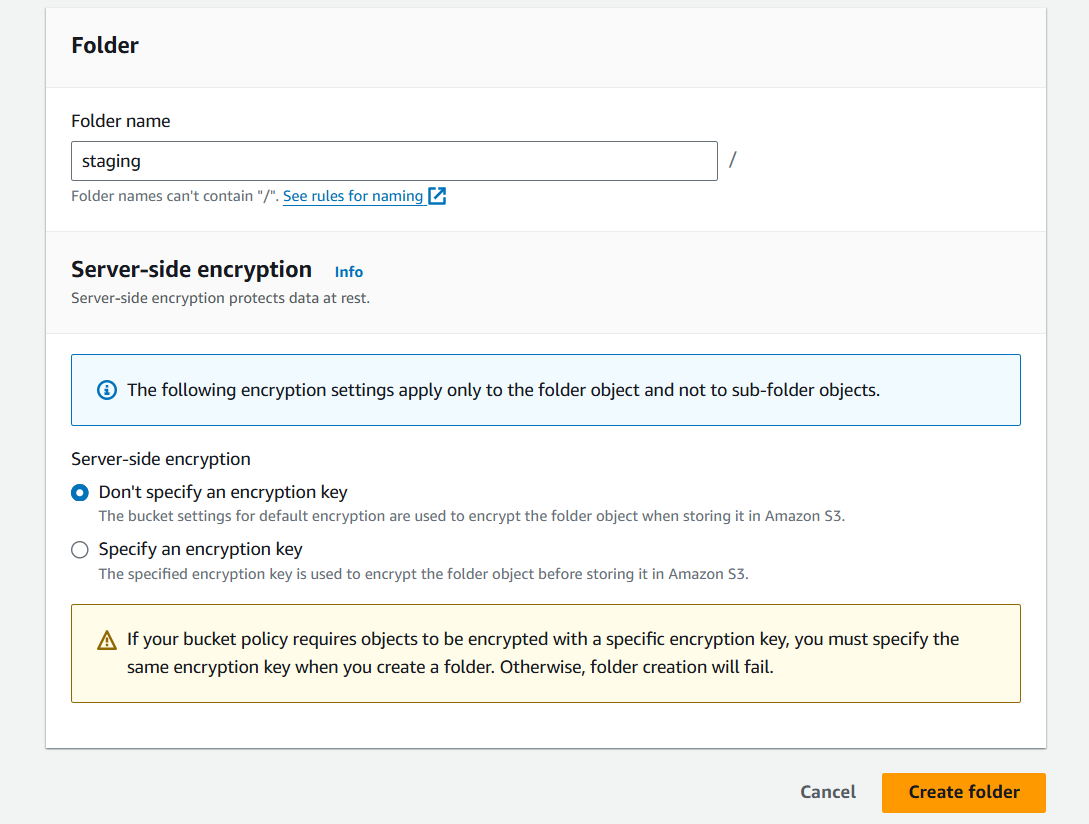 Folder
Folder name
staging
/
Folder names can't contain "/". See rules for naming
Server-side encryption Info
Server-side encryption protects data at rest.
The following encryption settings apply only to the folder object and not to sub-folder objects.
Server-side encryption
Don't specify an encryption key
The bucket settings for default encryption are used to encrypt the folder object when storing it in Amazon S3.
Specify an encryption key
The specified encryption key is used to encrypt the folder object before storing it in Amazon S3.
If your bucket policy requires objects to be encrypted with a specific encryption key, you must specify the
same encryption key when you create a folder. Otherwise, folder creation will fail.
Cancel Create folder